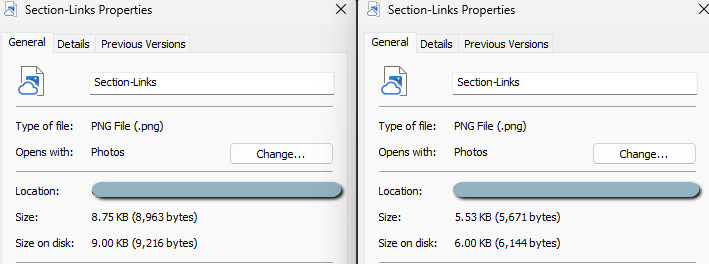 Section-Links Properties
General Details Previous Versions
Section-Links
Type of file: PNG File (.png)
Opens with: Photos Change...
Location:
Size: 8.75 KB (8,963 bytes)
Size on disk: 9.00 KB (9,216 bytes)
Section-Links Properties
General Details Previous Versions
Section-Links
Type of file: PNG File (.png)
Opens with: Photos Change...
Location:
Size: 5.53 KB (5,671 bytes)
Size on disk: 6.00 KB (6,144 bytes)